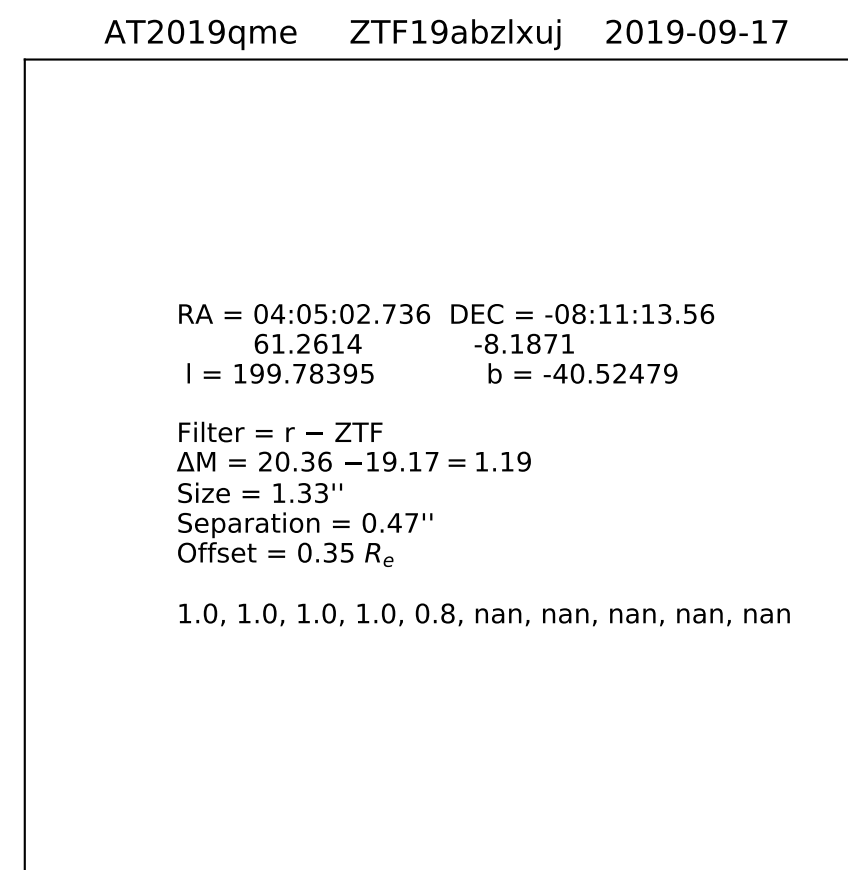 AT2019qme ZTF19abzlxuj 2019-09-17
RA = 04:05:02.736 DEC = -08:11:13.56
61.2614 -8.1871
l = 199.78395 b = -40.52479
Filter = r − ZTF
ΔM = 20.36 −19.17 = 1.19
Size = 1.33''
Separation = 0.47''
Offset = 0.35 Rₑ
1.0, 1.0, 1.0, 1.0, 0.8, nan, nan, nan, nan, nan